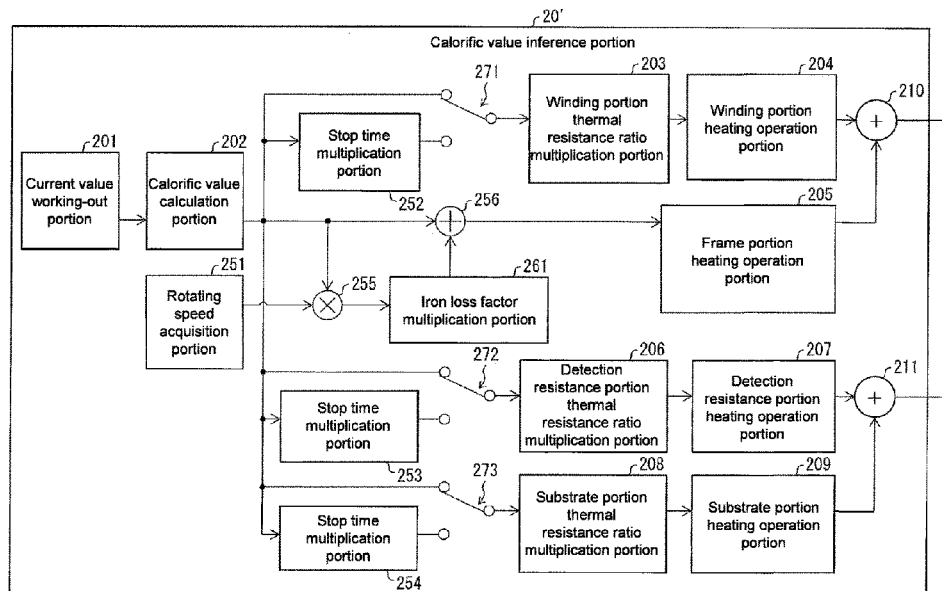 20'
Calorific value inference portion
271
203
204
210
Winding portion
thermal
resistance ratio
multiplication portion
Winding portion
heating operation
portion
201
202
Stop time
multiplication
portion
252
Current value
working-out
portion
Calorific value
calculation
portion
256
205
Frame portion
heating operation
portion
251
255
261
Rotating
speed
acquisition
portion
Iron loss factor
multiplication portion
272
206
207
211
Detection
resistance portion
thermal
resistance ratio
multiplication portion
Detection
resistance portion
heating operation
portion
Stop time
multiplication
portion
253
273
208
209
Substrate portion
thermal
resistance ratio
multiplication portion
Substrate portion
heating operation
portion
Stop time
multiplication
portion
254